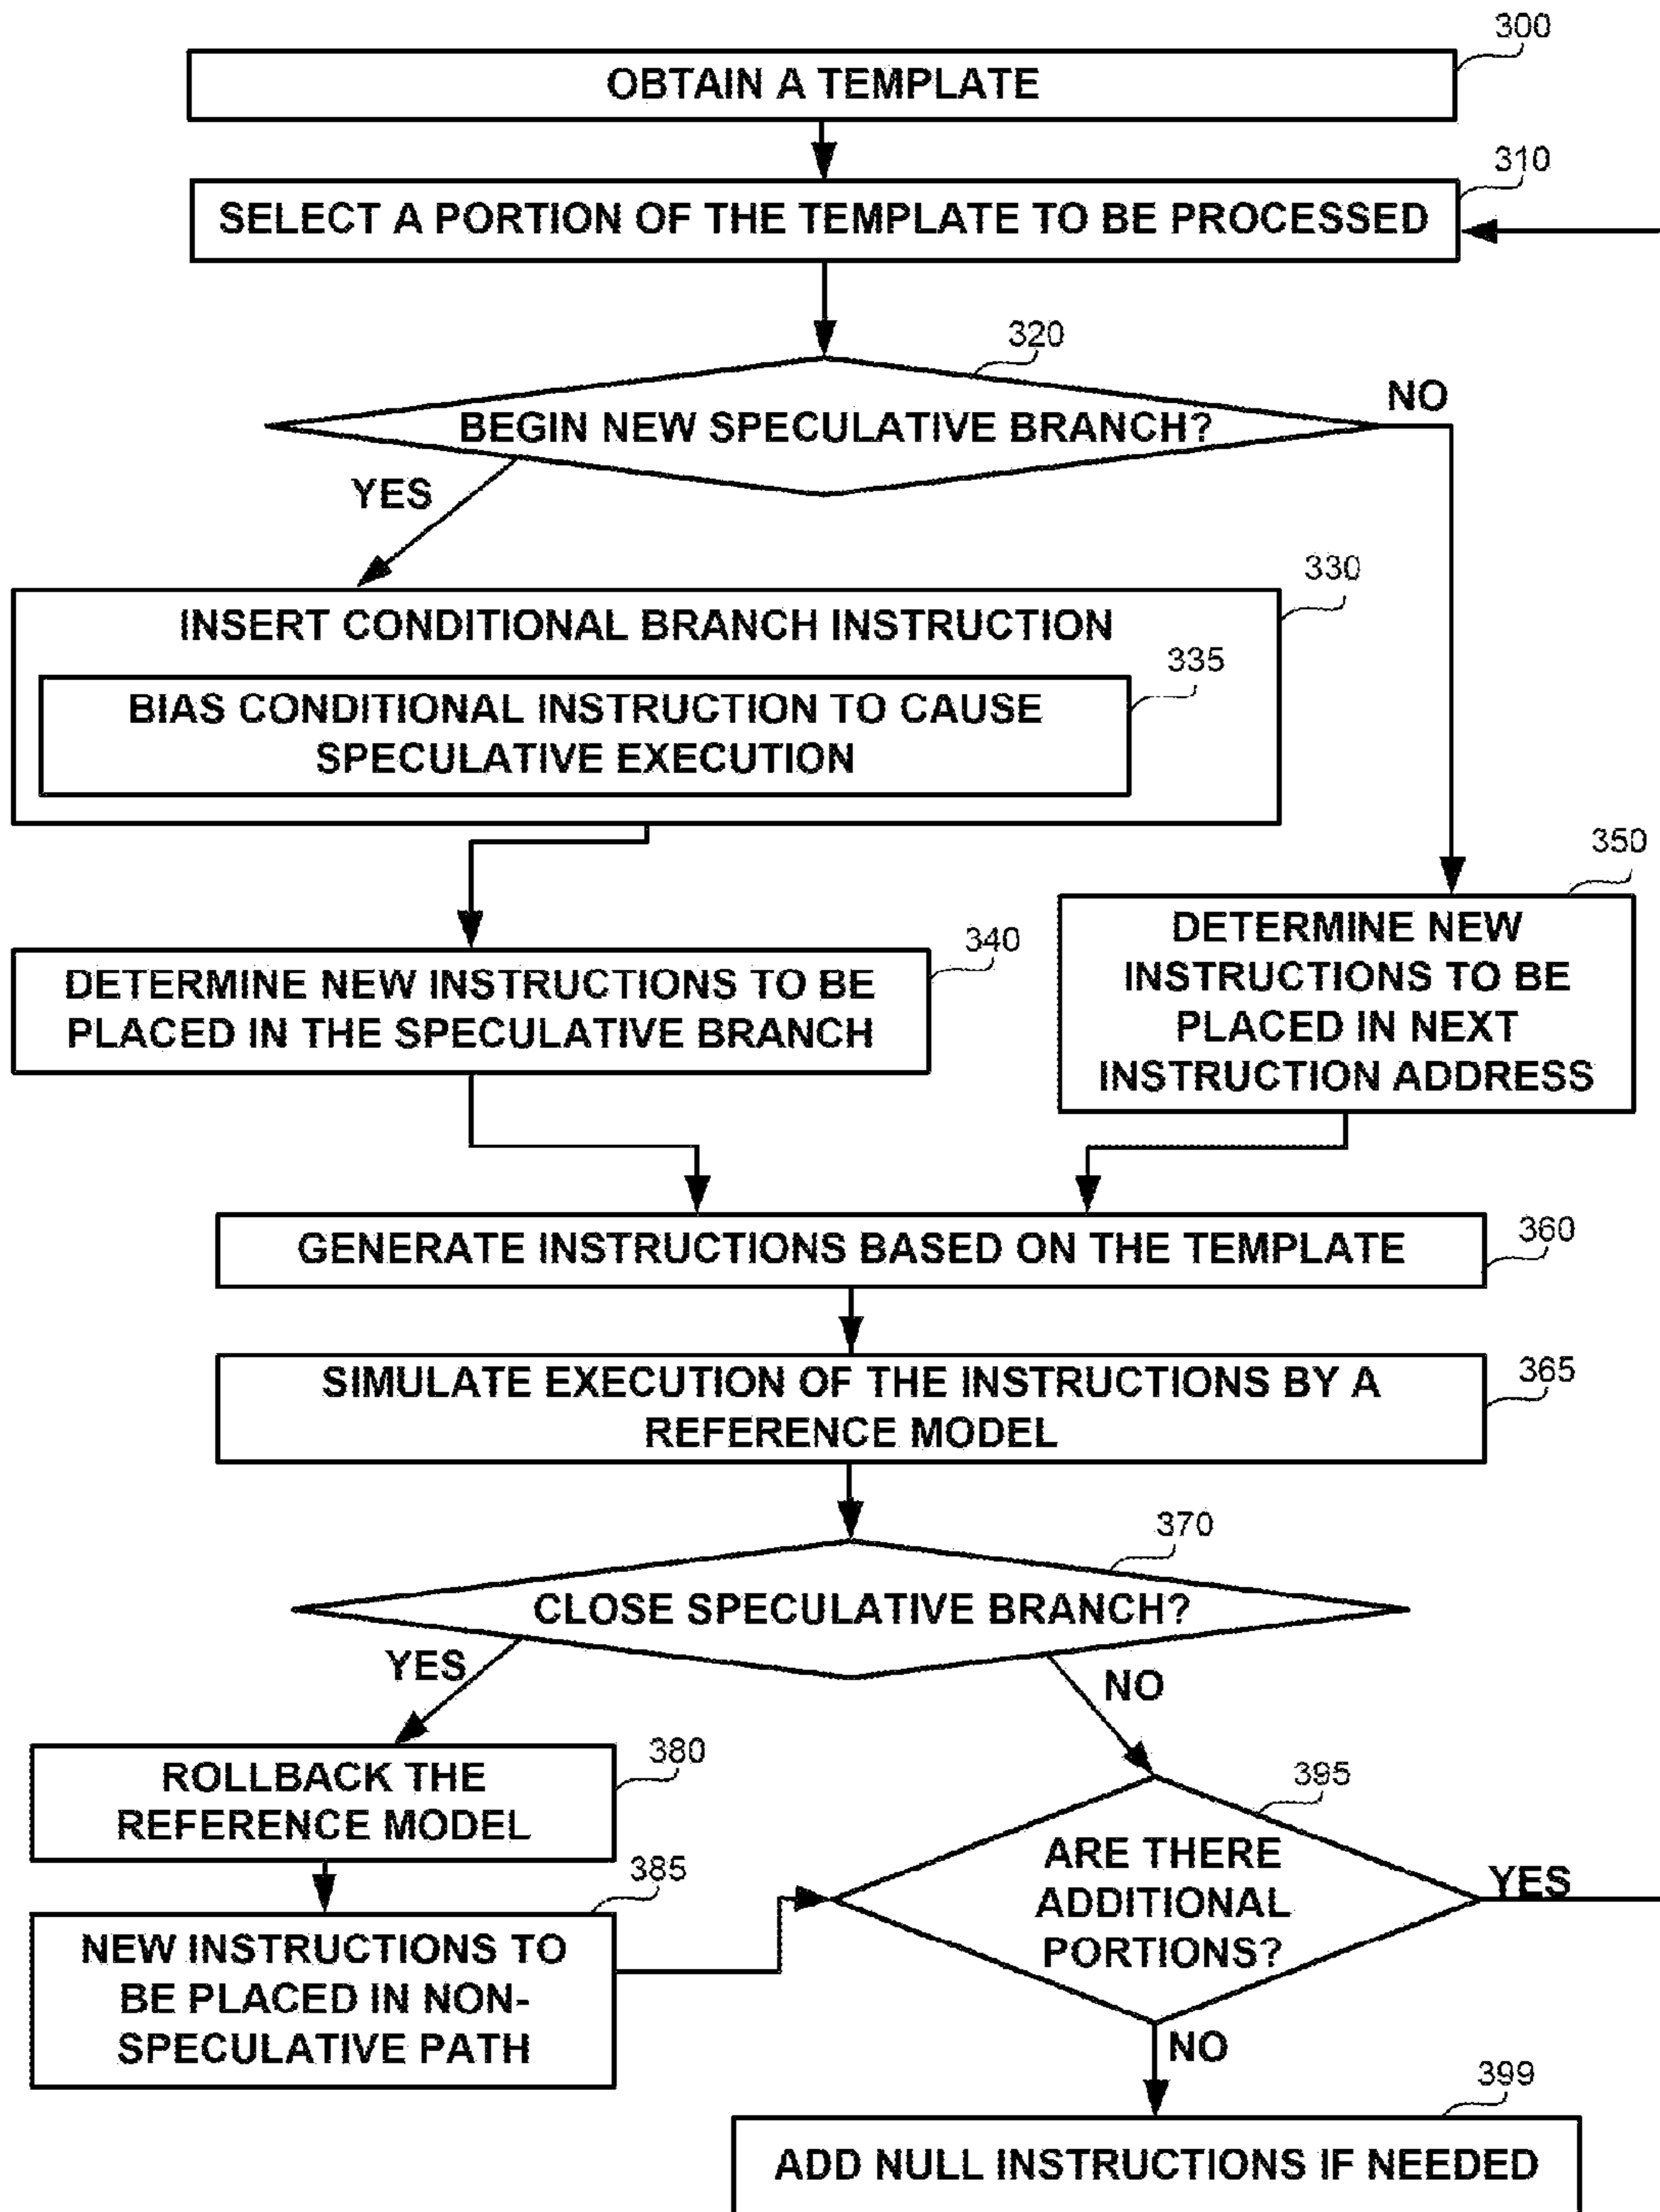 300
OBTAIN A TEMPLATE
310
SELECT A PORTION OF THE TEMPLATE TO BE PROCESSED
320
BEGIN NEW SPECULATIVE BRANCH?
NO
YES
330
INSERT CONDITIONAL BRANCH INSTRUCTION
335
BIAS CONDITIONAL INSTRUCTION TO CAUSE
SPECULATIVE EXECUTION
340
DETERMINE NEW INSTRUCTIONS TO BE
PLACED IN THE SPECULATIVE BRANCH
350
DETERMINE NEW
INSTRUCTIONS TO BE
PLACED IN NEXT
INSTRUCTION ADDRESS
360
GENERATE INSTRUCTIONS BASED ON THE TEMPLATE
365
SIMULATE EXECUTION OF THE INSTRUCTIONS BY A
REFERENCE MODEL
370
CLOSE SPECULATIVE BRANCH?
YES
NO
380
ROLLBACK THE
REFERENCE MODEL
385
NEW INSTRUCTIONS TO
BE PLACED IN NON-
SPECULATIVE PATH
395
ARE THERE
ADDITIONAL
PORTIONS?
YES
NO
399
ADD NULL INSTRUCTIONS IF NEEDED